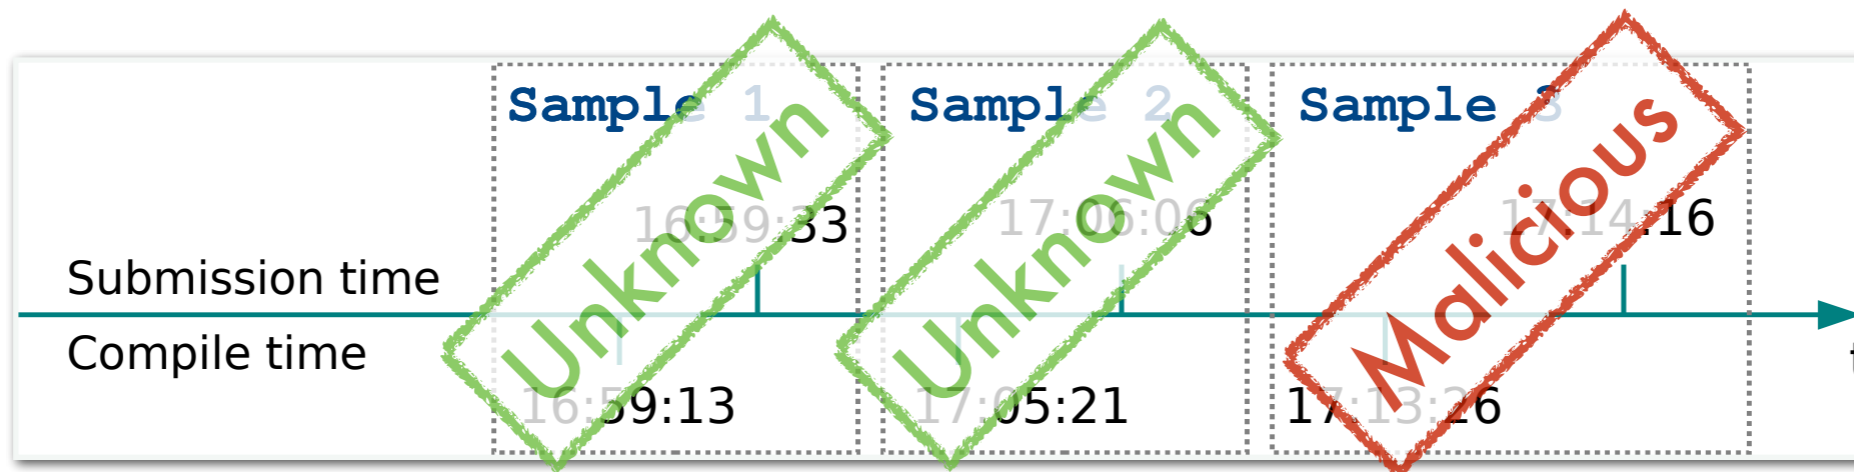 Sample 1
Sample 2
Sample 3
Unknown
Unknown
Malicious
16:59:33
17:06:06
17:14:16
Submission time
Compile time
t
16:59:13
17:05:21
17:13:26